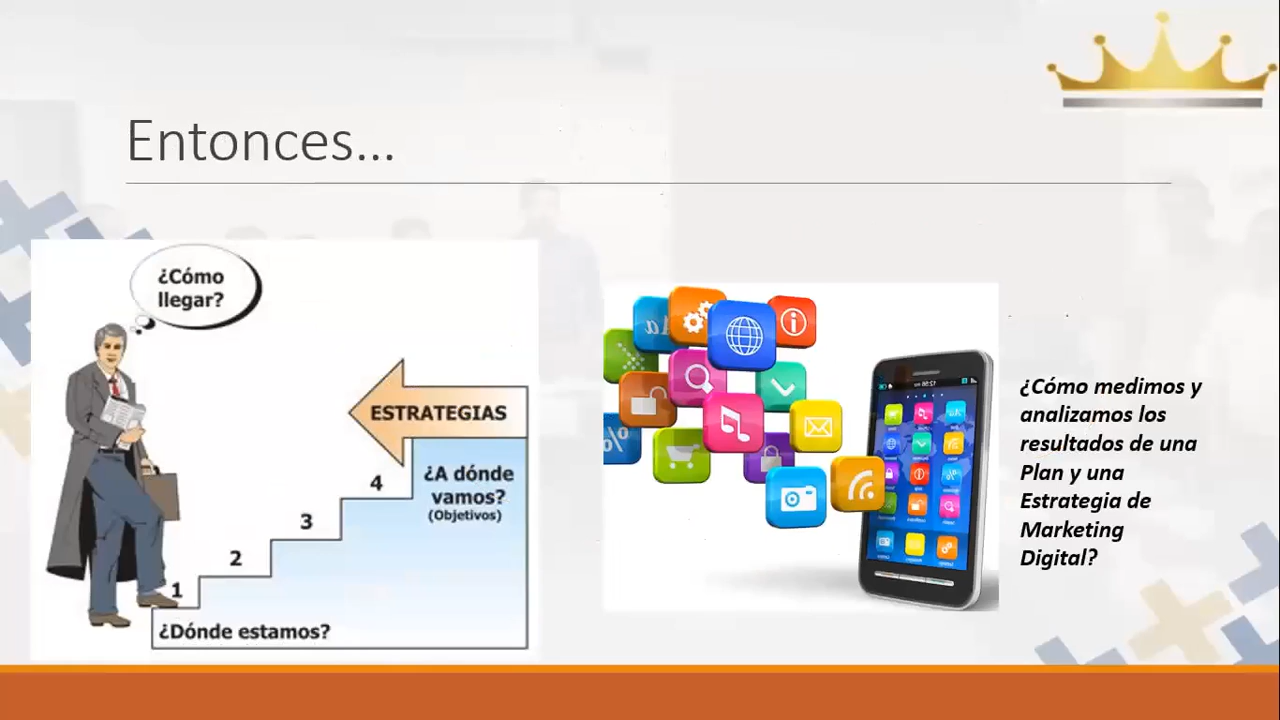 Entonces...
¿Cómo
llegar?
ESTRATEGIAS
4
¿A dónde
vamos?
(Objetivos)
3
2
1
¿Dónde estamos?
¿Cómo medimos y
analizamos los
resultados de una
Plan y una
Estrategia de
Marketing
Digital?